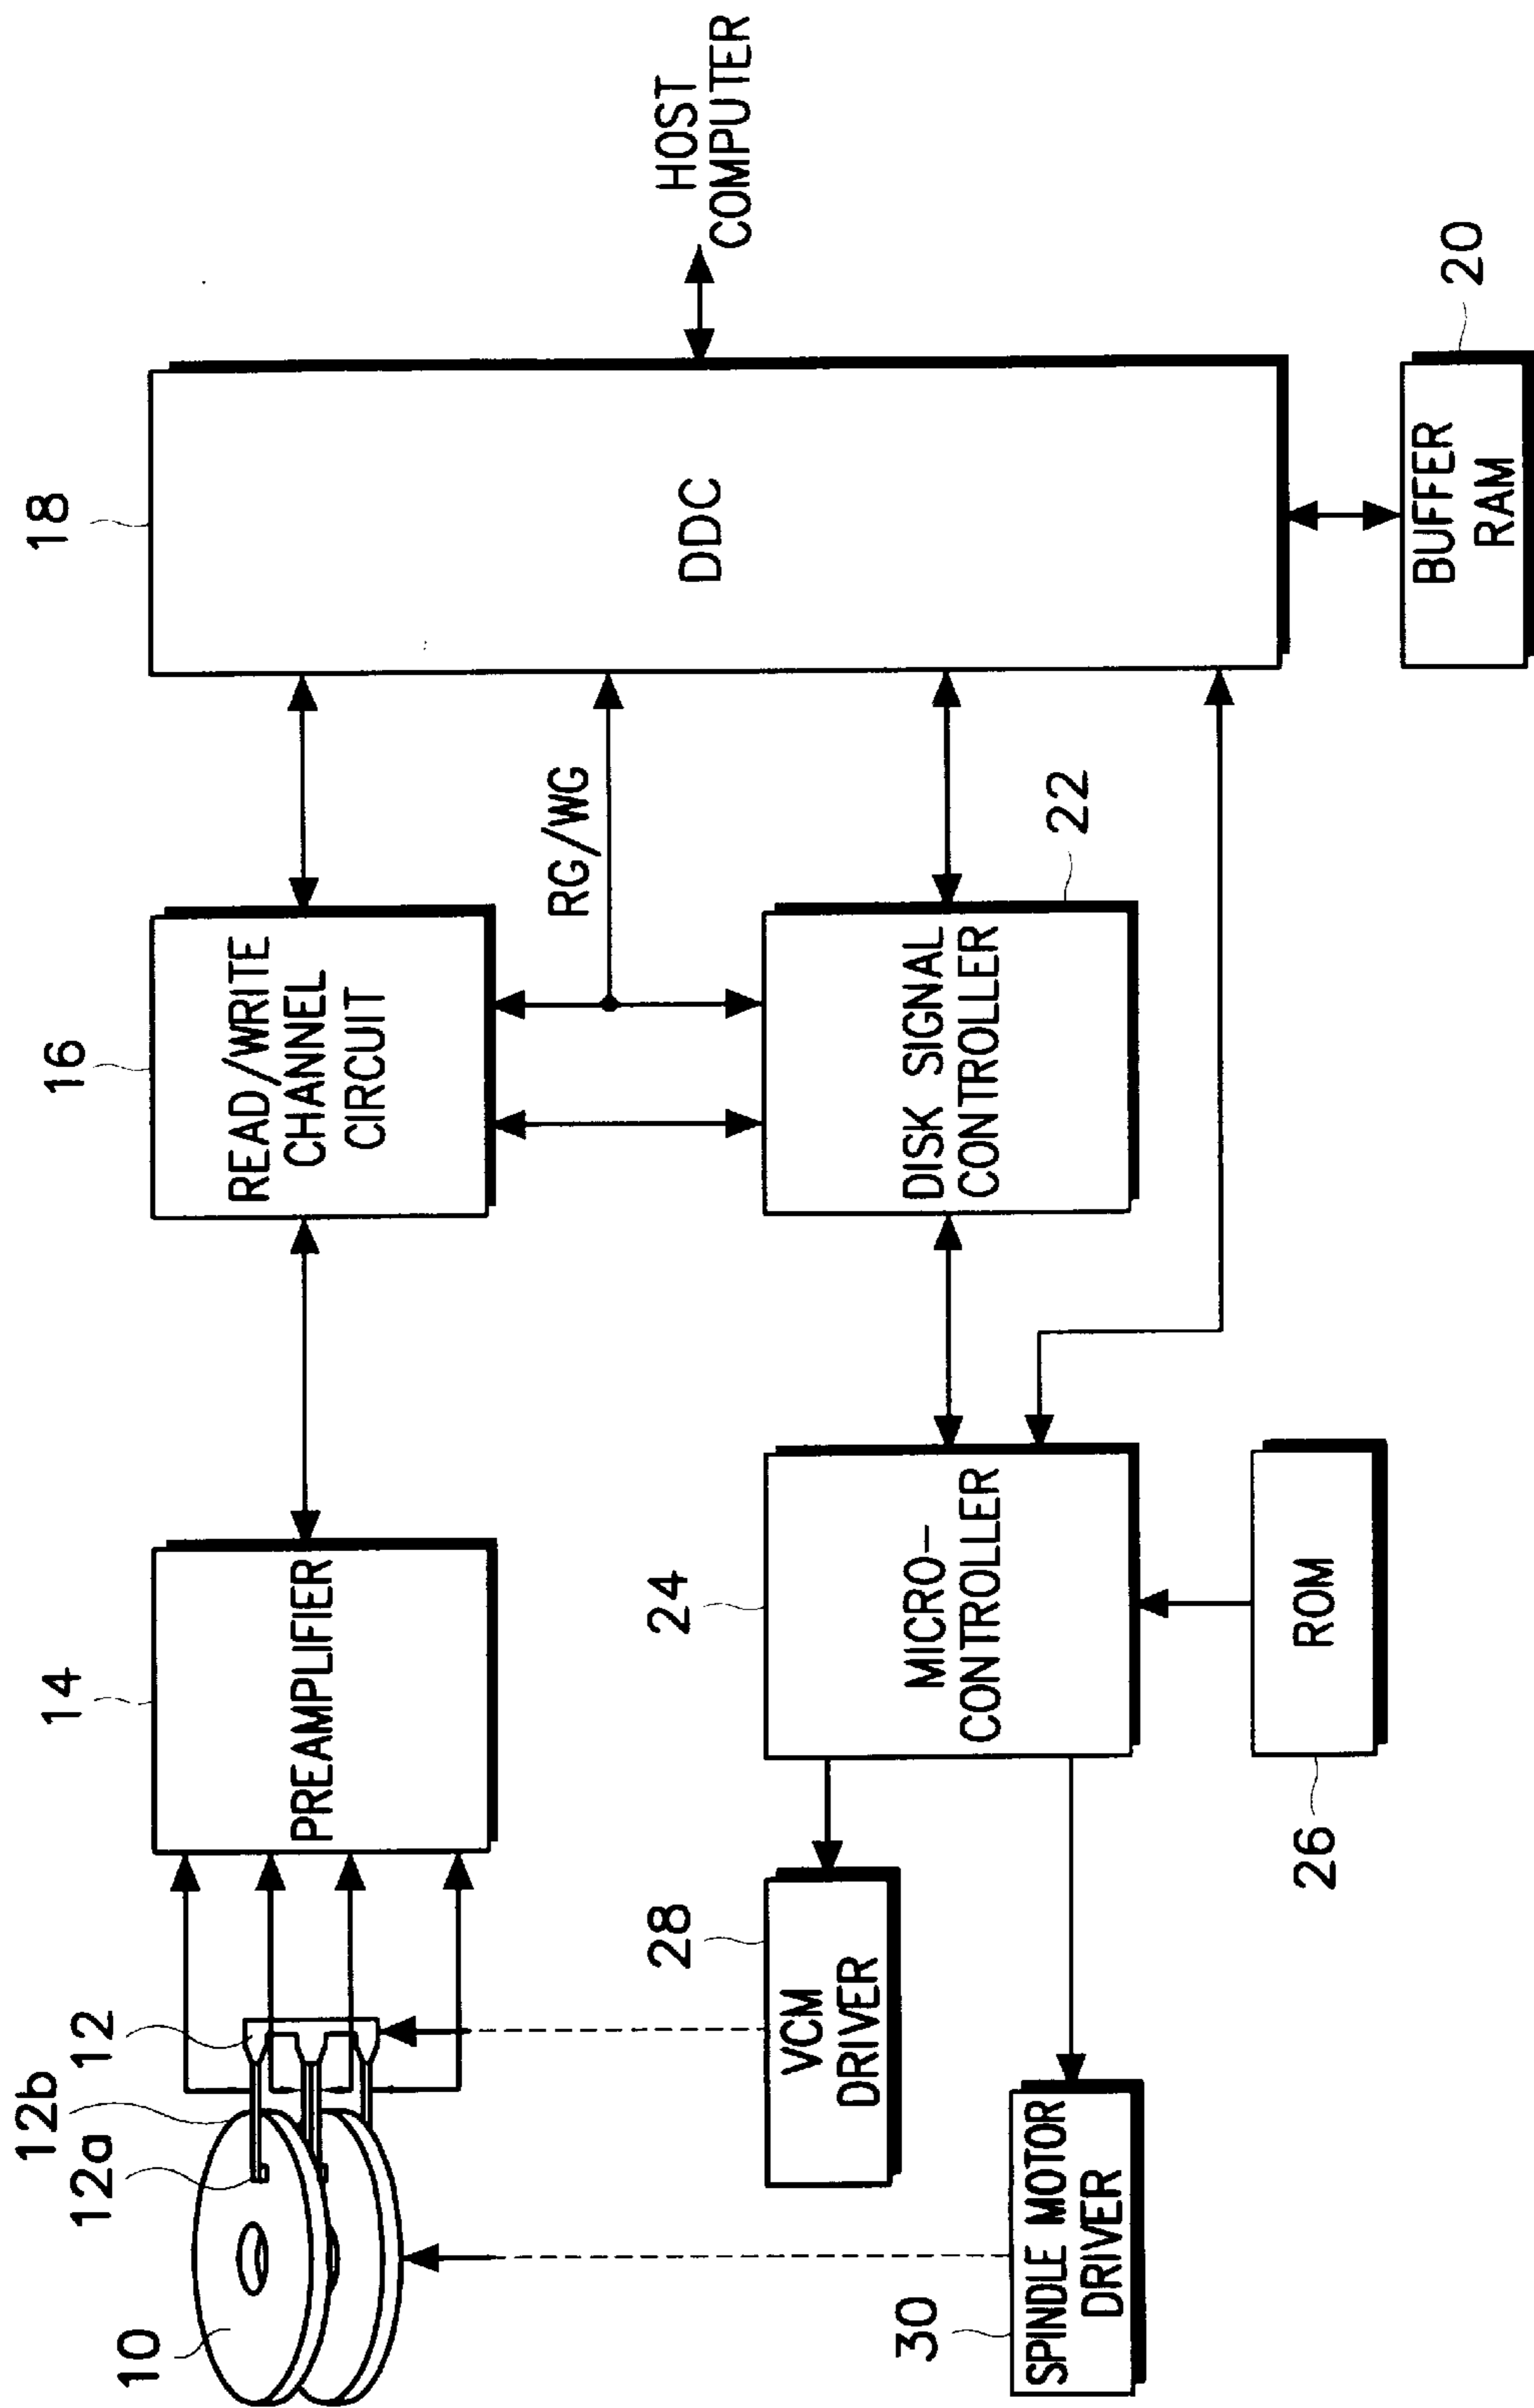 10
12a
12b
12
14
PREAMPLIFIER
16
READ/WRITE
CHANNEL
CIRCUIT
18
DDC
HOST
COMPUTER
RG/WG
28
VCM
DRIVER
24
MICRO-
CONTROLLER
DISK SIGNAL
CONTROLLER
22
30
SPINDLE MOTOR
DRIVER
26
ROM
BUFFER
RAM
20